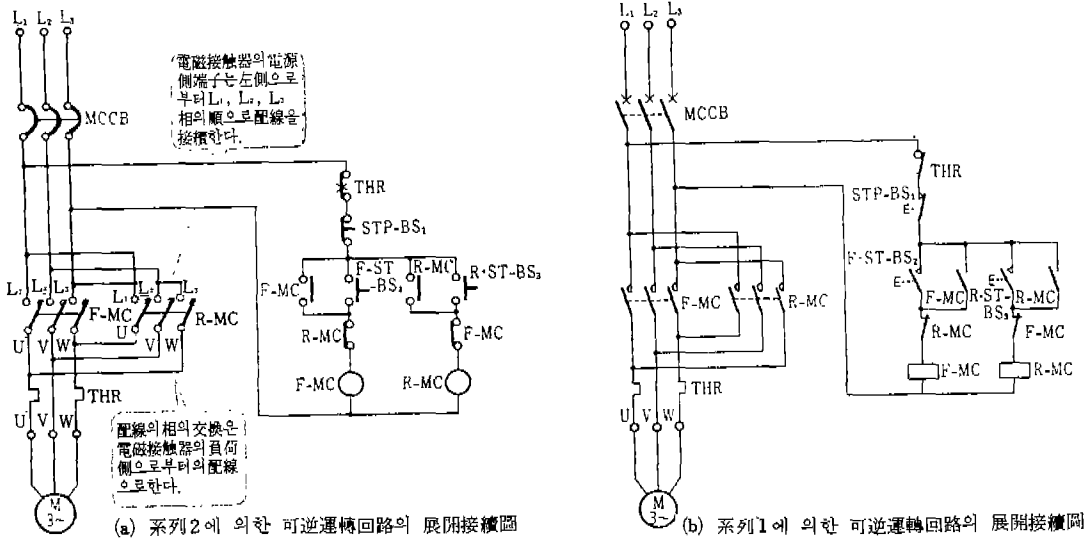 L₁ L₂ L₃
電磁接触器의 電源
側端子는 左側으로
부터 L₁, L₂, L₃
相의 順으로 配線을
接續한다.
MCCB
THR
STP-BS₁
F-MC
F-ST
-BS₂
R-MC
R-ST-BS₃
L₁ L₂ L₃
L₁ L₂ L₃
F-MC
R-MC
U V W
U V W
R-MC
F-MC
F-MC
R-MC
THR
U V W
配線의 相의 交換은
電磁接触器의 負荷
側으로부터의 配線
으로한다.
M
3~
(a) 系列2에 의한 可逆運轉回路의 展開接續圖
L₁ L₂ L₃
MCCB
THR
STP-BS₁
E--
F-ST-BS₂
E--
F-MC
E--
R-ST-
BS₃
R-MC
F-MC
R-MC
R-MC
F-MC
F-MC
R-MC
THR
U V W
M
3~
(b) 系列1에 의한 可逆運轉回路의 展開接續圖